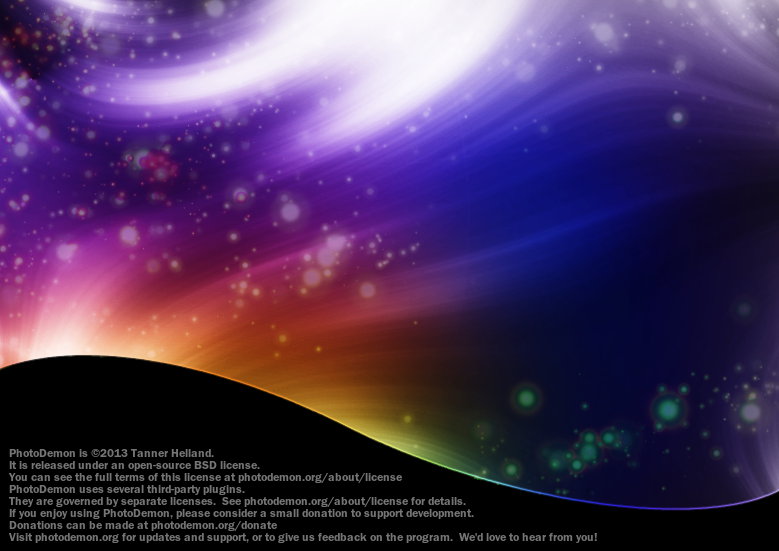 PhotoDemon is ©2013 Tanner Helland.
It is released under an open-source BSD license.
You can see the full terms of this license at photodemon.org/about/license
PhotoDemon uses several third-party plugins.
They are governed by separate licenses.  See photodemon.org/about/license for details.
If you enjoy using PhotoDemon, please consider a small donation to support development.
Donations can be made at photodemon.org/donate
Visit photodemon.org for updates and support, or to give us feedback on the program.  We'd love to hear from you!